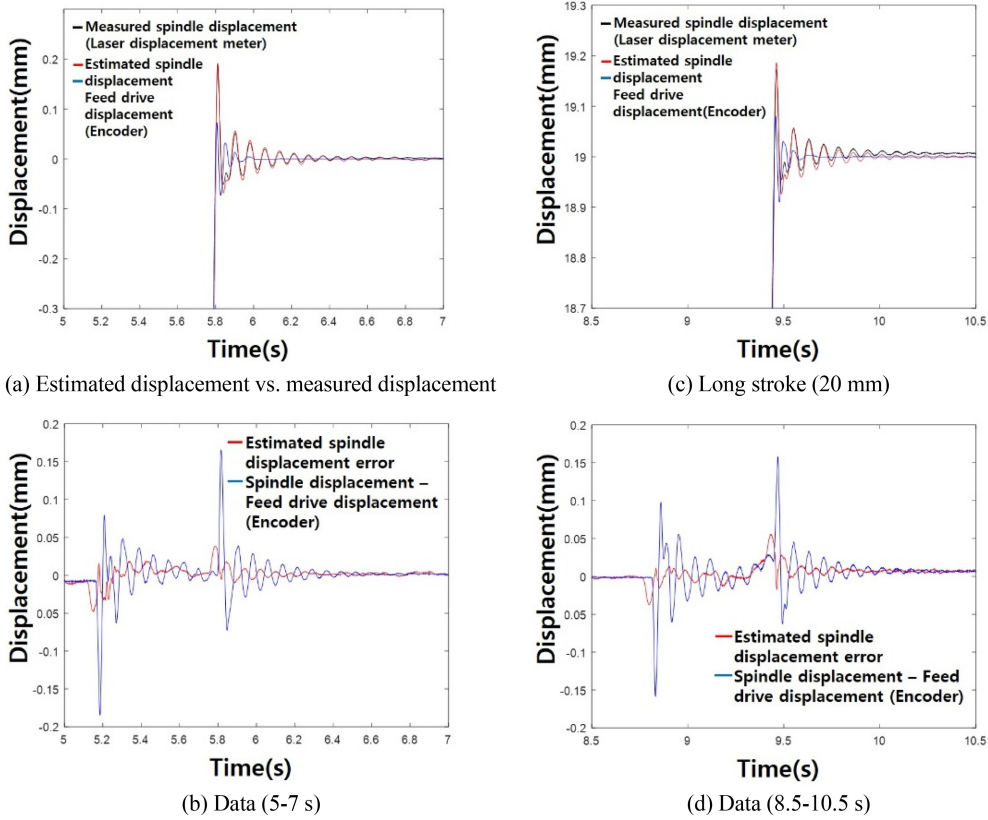 Measured spindle displacement
(Laser displacement meter)
Estimated spindle
displacement
Feed drive
displacement
(Encoder)
Displacement(mm)
0.2
0.1
0
-0.1
-0.2
-0.3
5
5.2
5.4
5.6
5.8
6
6.2
6.4
6.6
6.8
7
Time(s)
(a) Estimated displacement vs. measured displacement
Measured spindle displacement
(Laser displacement meter)
Estimated spindle
displacement
Feed drive
displacement(Encoder)
Displacement(mm)
19.3
19.2
19.1
19
18.9
18.8
18.7
8.5
9
9.5
10
10.5
Time(s)
(c) Long stroke (20 mm)
Estimated spindle
displacement error
Spindle displacement –
Feed drive displacement
(Encoder)
Displacement(mm)
0.2
0.15
0.1
0.05
0
-0.05
-0.1
-0.15
-0.2
5
5.2
5.4
5.6
5.8
6
6.2
6.4
6.6
6.8
7
Time(s)
(b) Data (5-7 s)
Estimated spindle
displacement error
Spindle displacement – Feed
drive displacement (Encoder)
Displacement(mm)
0.2
0.15
0.1
0.05
0
-0.05
-0.1
-0.15
-0.2
8.5
9
9.5
10
10.5
Time(s)
(d) Data (8.5-10.5 s)